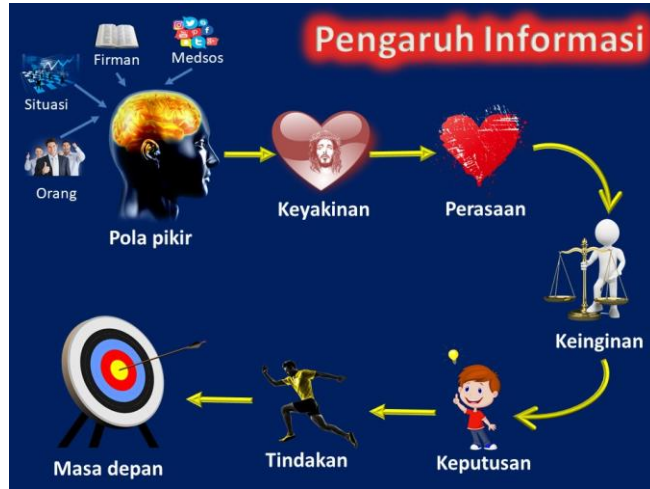 Pengaruh Informasi
Firman
Medsos
Situasi
Orang
Pola pikir
Keyakinan
Perasaan
Keinginan
Keputusan
Tindakan
Masa depan